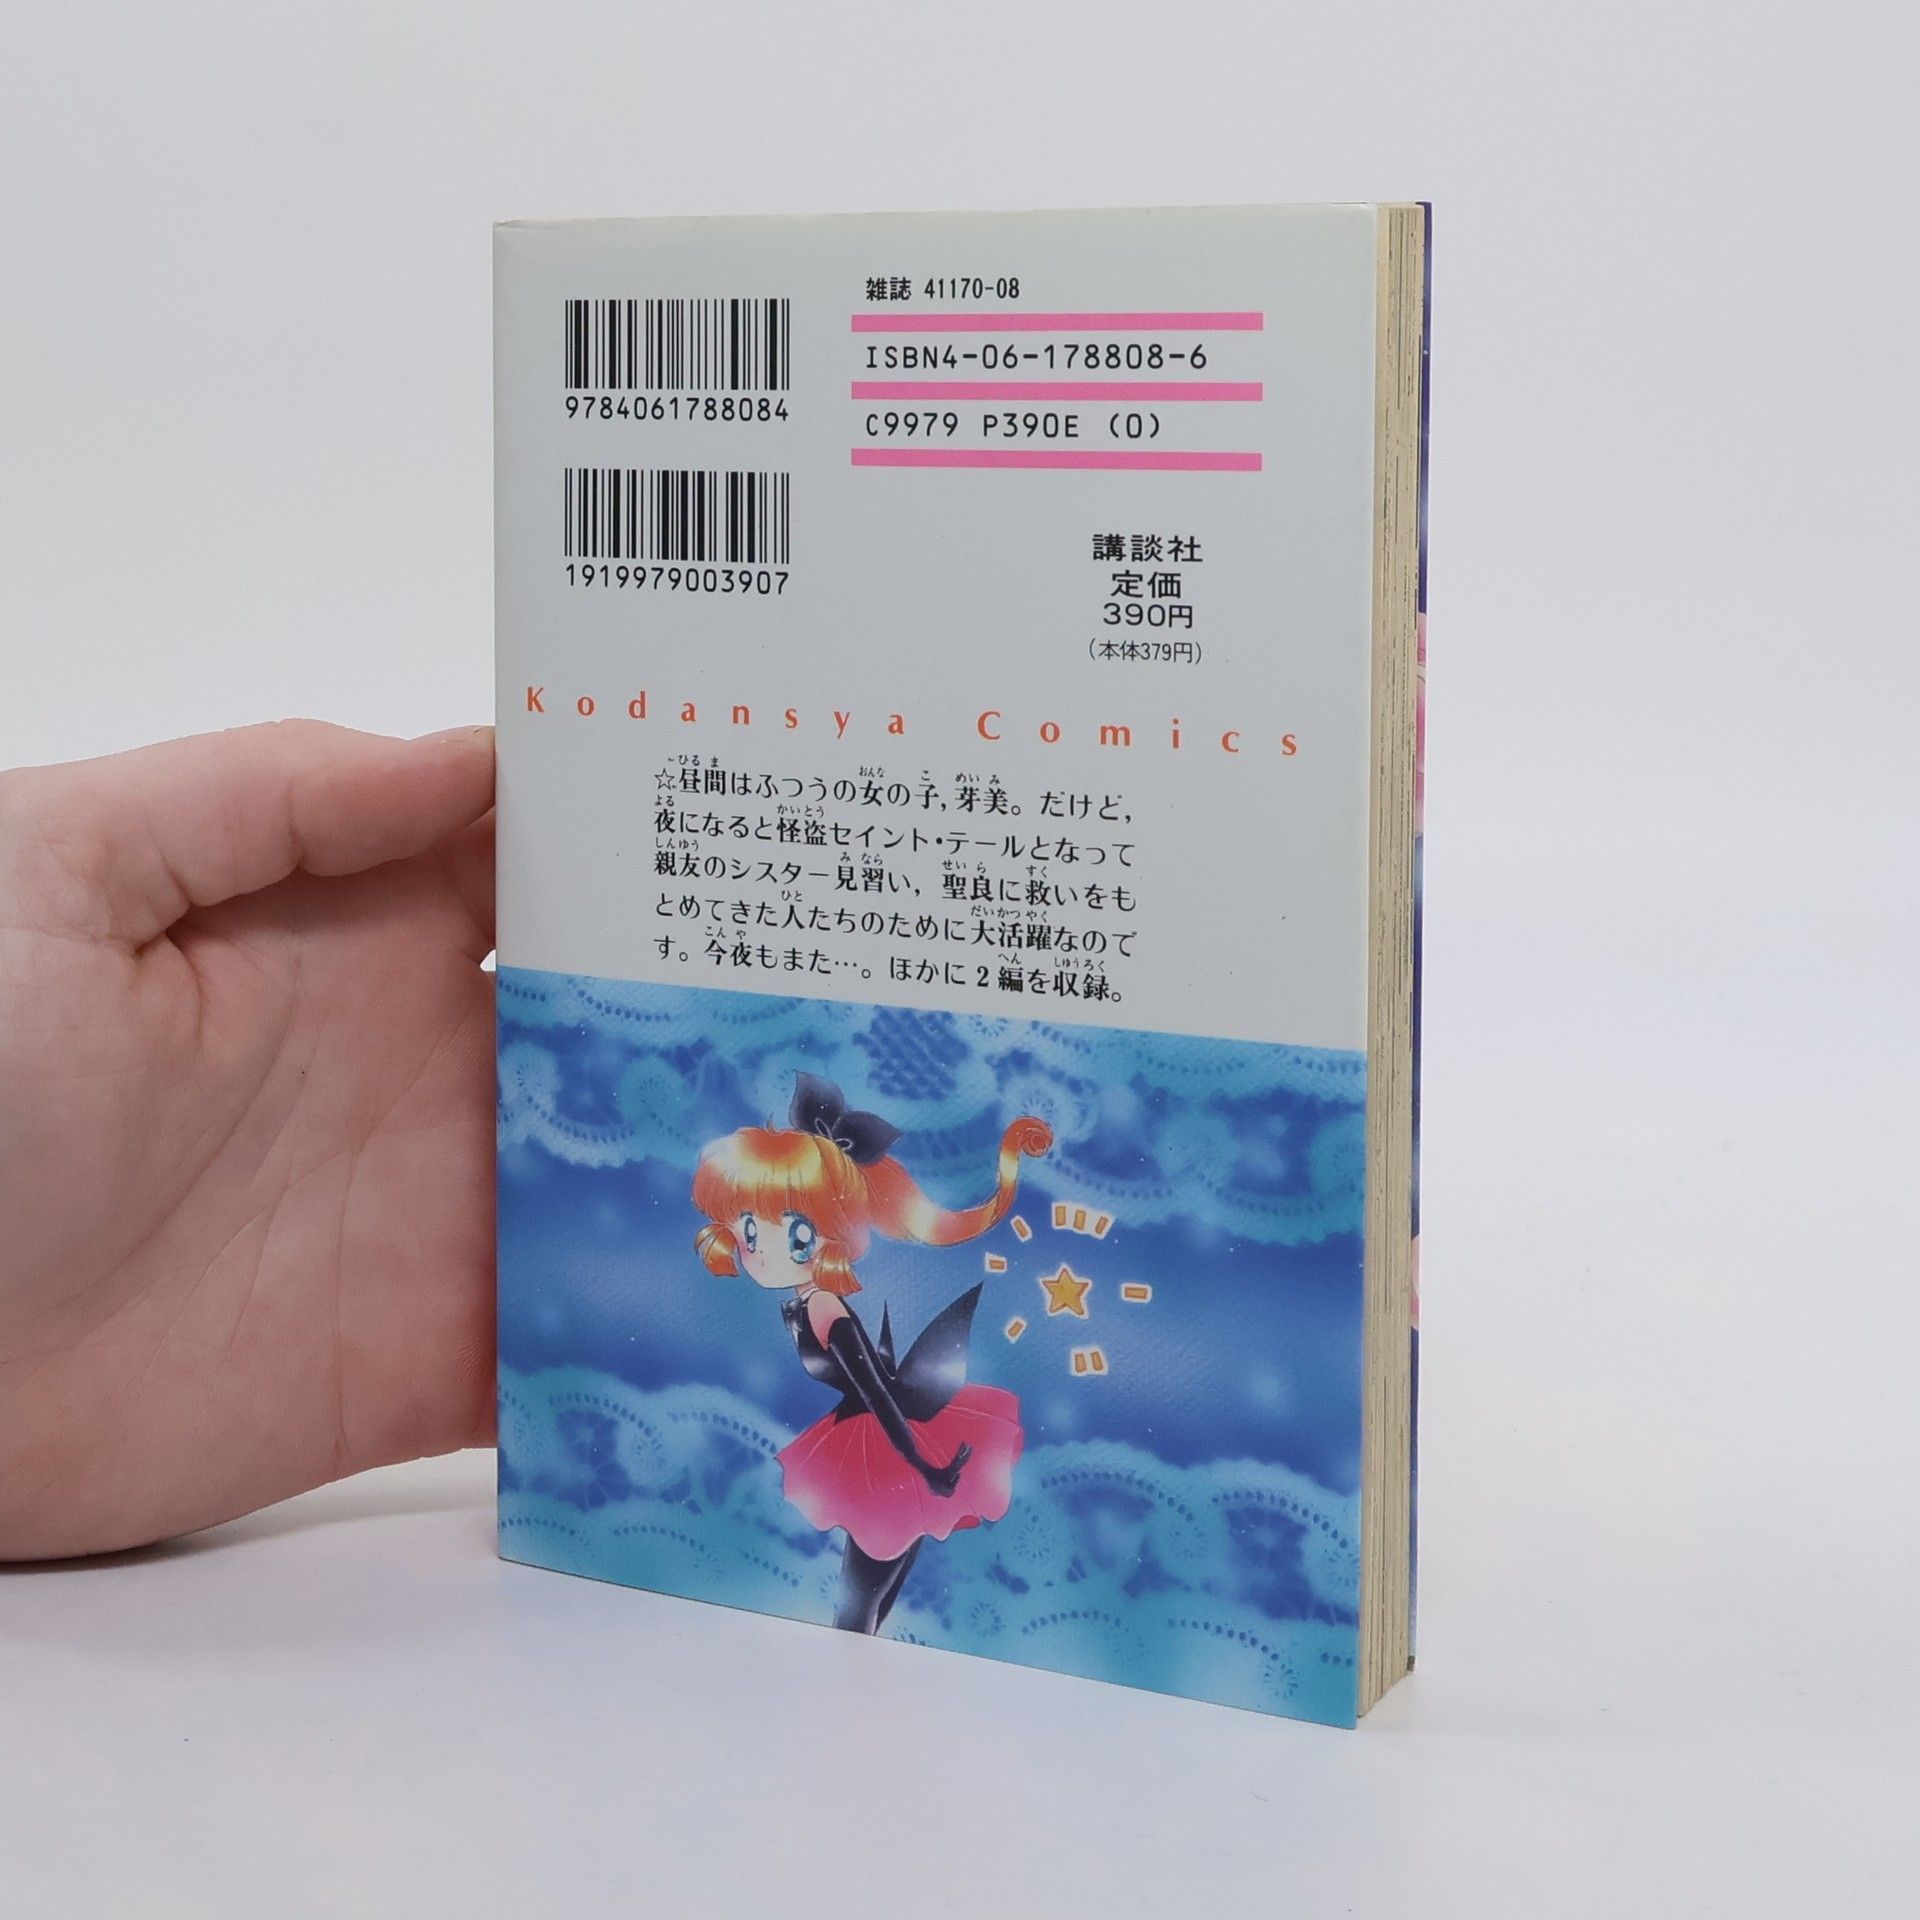 雑誌 41170-08
ISBN4-06-178808-6
C9979 P390E (0)
9784061788084
1919979003907
講談社
定価
390円
(本体379円)
Kodansya Comics
☆昼間はふつうの女の子,芽美。だけど,
夜になると怪盗セイント・テールとなって
親友のシスター見習い,聖良に救いをも
とめてきた人たちのために大活躍なので
す。今夜もまた…。ほかに2編を収録。